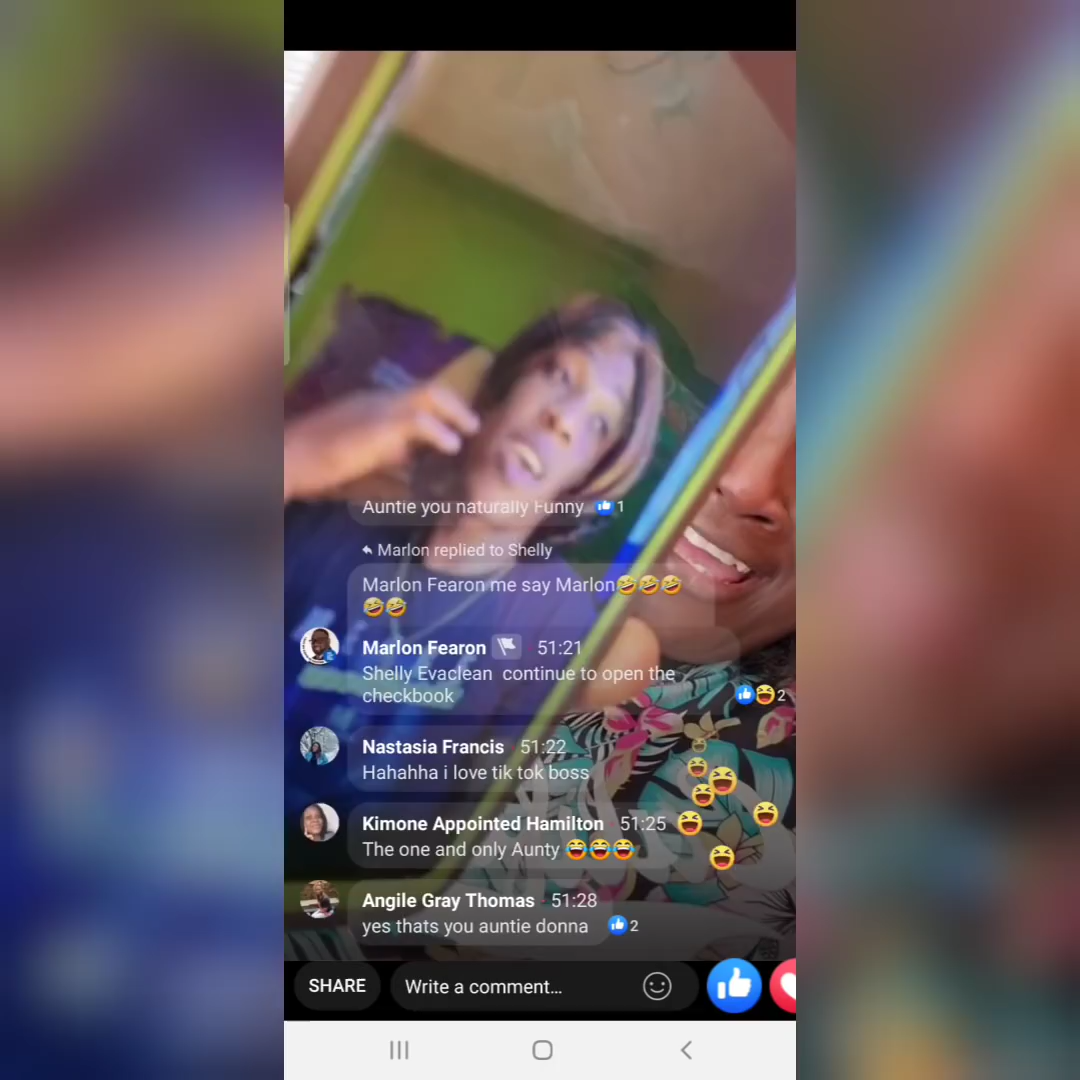 Auntie you naturally Funny 1
Marlon replied to Shelly
Marlon Fearon me say Marlon🤣🤣🤣
🤣🤣
Marlon Fearon 51:21
Shelly Evaclean continue to open the
checkbook
2
Nastasia Francis 51:22
Hahahha i love tik tok boss
Kimone Appointed Hamilton 51:25
The one and only Aunty 😂😂😂
Angile Gray Thomas 51:28
yes thats you auntie donna 2
SHARE
Write a comment...